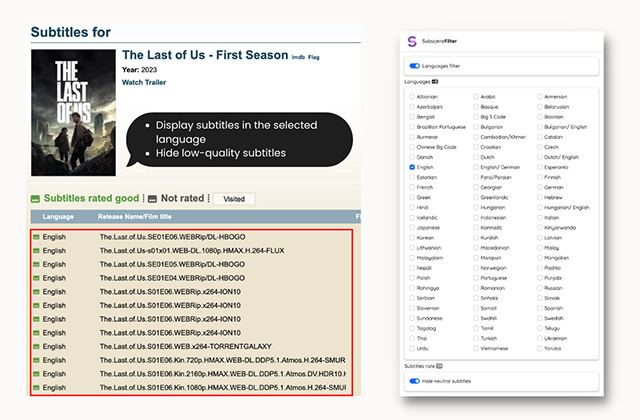 Subtitles for
The Last of Us - First Season Imdb Flag
Year: 2023
Watch Trailer
THE
LAST
OF US
• Display subtitles in the selected
language
• Hide low-quality subtitles
Subtitles rated good Not rated Visited
Language Release Name/Film title
English The.Last.of.Us.SE01E06.WEBRip/DL-HBOGO
English The.Last.of.Us-s01x01.WEB-DL.1080p.HMAX.H.264-FLUX
English The.Last.of.Us.SE01E05.WEBRip/DL-HBOGO
English The.Last.of.Us.SE01E04.WEBRip/DL-HBOGO
English The.Last.of.Us.S01E06.WEBRip.x264-ION10
English The.Last.of.Us.S01E06.WEBRip.x264-ION10
English The.Last.of.Us.S01E06.WEBRip.x264-ION10
English The.Last.of.Us.S01E06.WEBRip.x264-ION10
English The.Last.of.Us.S01E06.WEB.x264-TORRENTGALAXY
English The.Last.of.Us.S01E06.Kin.720p.HMAX.WEB-DL.DDP5.1.Atmos.H.264-SMUR
English The.Last.of.Us.S01E06.Kin.2160p.HMAX.WEB-DL.DDP5.1.Atmos.DV.HDR10.H
English The.Last.of.Us.S01E06.Kin.1080p.HMAX.WEB-DL.DDP5.1.Atmos.H.264-SMUI
SubsceneFilter
Languages filter
Languages
Albanian Arabic Armenian
Azerbaijani Basque Belarusian
Bengali Big 5 Code Bosnian
Brazillian Portuguese Bulgarian Bulgarian/ English
Burmese Cambodian/Khmer Catalan
Chinese Bg Code Croatian Czech
Danish Dutch Dutch/ English
English English/ German Esperanto
Estonian Farsi/Persian Finnish
French Georgian German
Greek Greenlandic Hebrew
Hindi Hungarian Hungarian/ English
Icelandic Indonesian Italian
Japanese Kannada Kinyarwanda
Korean Kurdish Latvian
Lithuanian Macedonian Malay
Malayalam Manipuri Mongolian
Nepali Norwegian Pashto
Polish Portuguese Punjabi
Rohingya Romanian Russian
Serbian Sinhala Slovak
Slovenian Somali Spanish
Sundanese Swahili Swedish
Tagalog Tamil Telugu
Thai Turkish Ukrainian
Urdu Vietnamese Yoruba
Subtitles rate
Hide neutral subtitles